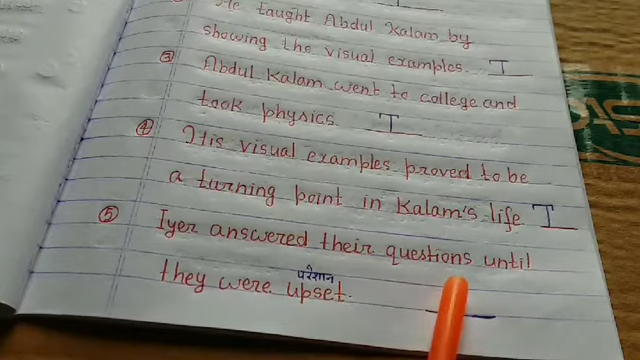 He taught Abdul Kalam by
showing the visual examples. T
③ Abdul Kalam went to college and
took physics. T
④ His visual examples proved to be
a turning point in Kalam's life T
⑤ Iyer answered their questions until
परेशान
they were upset.